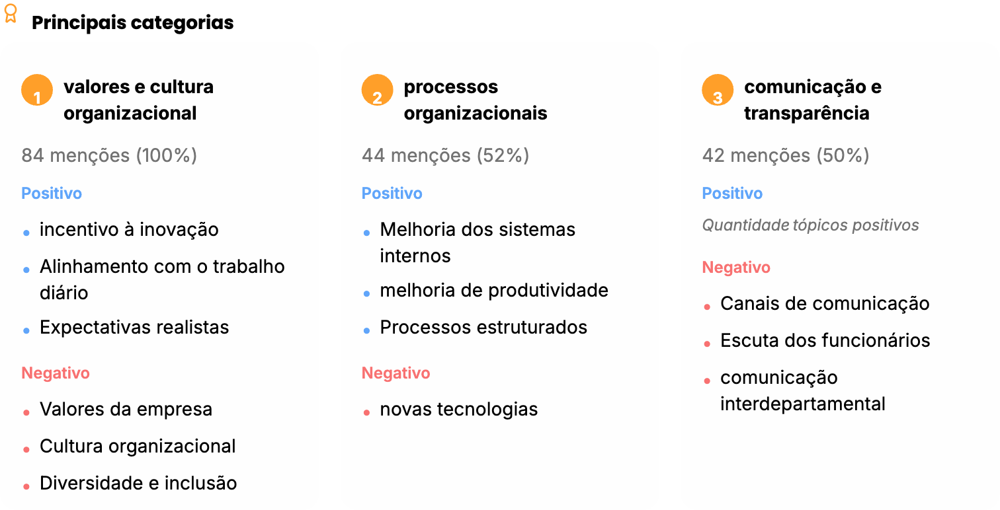 Principais categorias
1
valores e cultura
organizacional
84 menções (100%)
Positivo
incentivo à inovação
Alinhamento com o trabalho
diário
Expectativas realistas
Negativo
Valores da empresa
Cultura organizacional
Diversidade e inclusão
2
processos
organizacionais
44 menções (52%)
Positivo
Melhoria dos sistemas
internos
melhoria de produtividade
Processos estruturados
Negativo
novas tecnologias
3
comunicação e
transparência
42 menções (50%)
Positivo
Quantidade tópicos positivos
Negativo
Canais de comunicação
Escuta dos funcionários
comunicação
interdepartamental